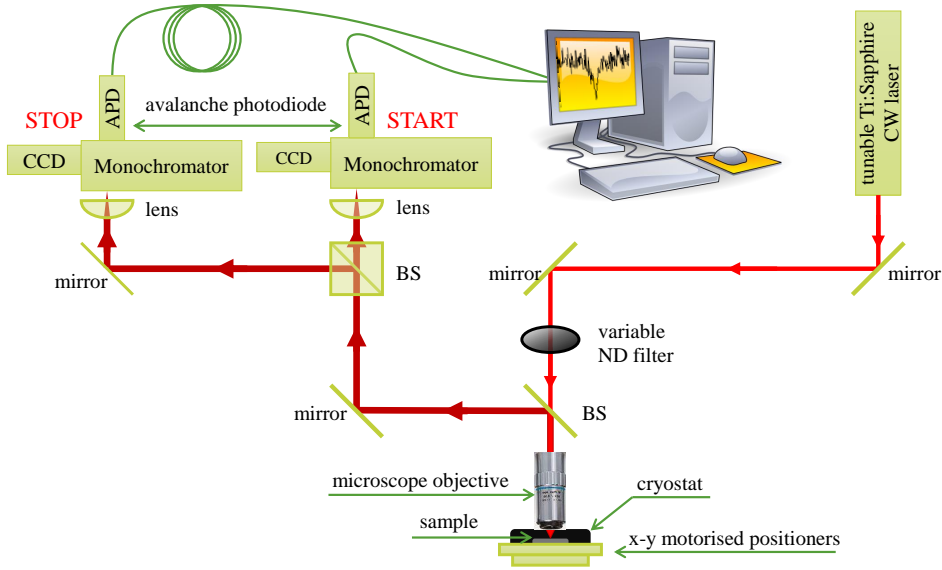 APD
APD
avalanche photodiode
STOP
START
tunable Ti:Sapphire
CW laser
CCD
Monochromator
CCD
Monochromator
lens
lens
mirror
BS
mirror
variable
ND filter
mirror
mirror
BS
microscope objective
cryostat
sample
x-y motorised positioners